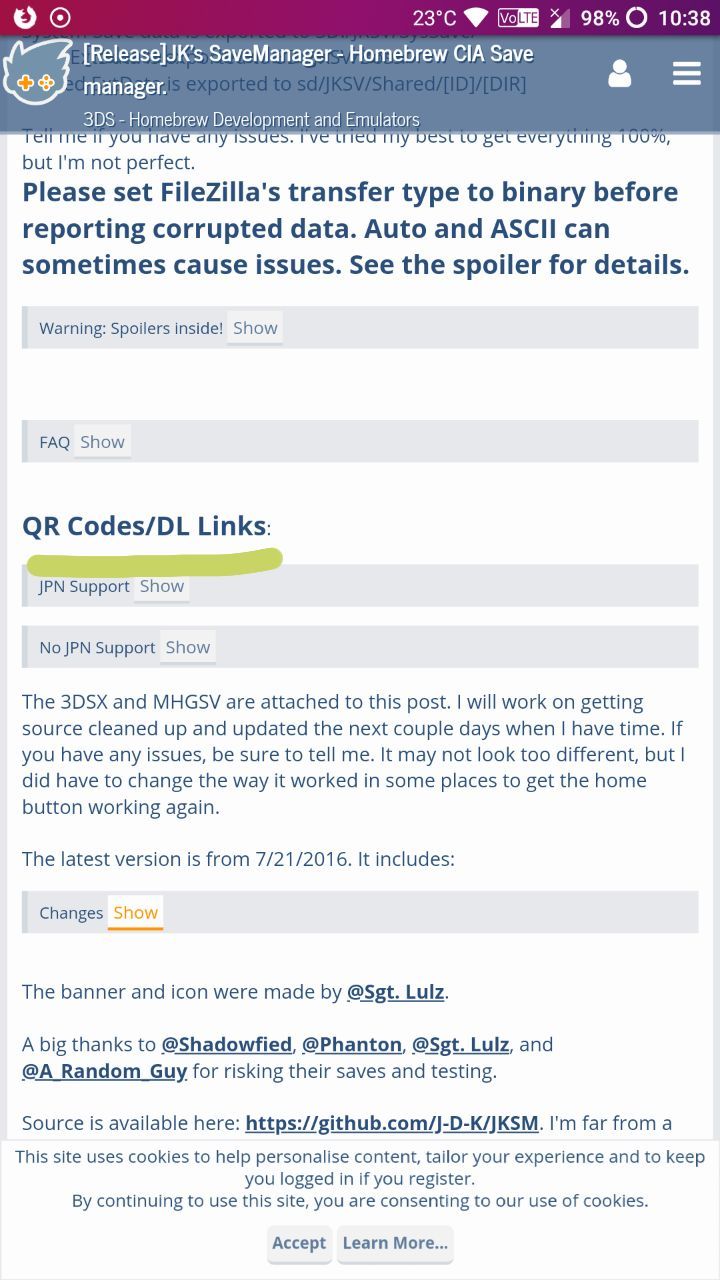 23°C VoLTE 98% 10:38
[Release]JK's SaveManager - Homebrew CIA Save
is exported to sd/JKSV/Shared/[ID]/[DIR]
manager.
3DS - Homebrew Development and Emulators
Tell me if you have any issues. I've tried my best to get everything 100%,
but I'm not perfect.
Please set FileZilla's transfer type to binary before
reporting corrupted data. Auto and ASCII can
sometimes cause issues. See the spoiler for details.
Warning: Spoilers inside! Show
FAQ Show
QR Codes/DL Links:
JPN Support Show
No JPN Support Show
The 3DSX and MHGSV are attached to this post. I will work on getting
source cleaned up and updated the next couple days when I have time. If
you have any issues, be sure to tell me. It may not look too different, but I
did have to change the way it worked in some places to get the home
button working again.
The latest version is from 7/21/2016. It includes:
Changes Show
The banner and icon were made by @Sgt. Lulz.
A big thanks to @Shadowfied, @Phanton, @Sgt. Lulz, and
@A_Random_Guy for risking their saves and testing.
Source is available here: https://github.com/J-D-K/JKSM. I'm far from a
This site uses cookies to help personalise content, tailor your experience and to keep
you logged in if you register.
By continuing to use this site, you are consenting to our use of cookies.
Accept Learn More...